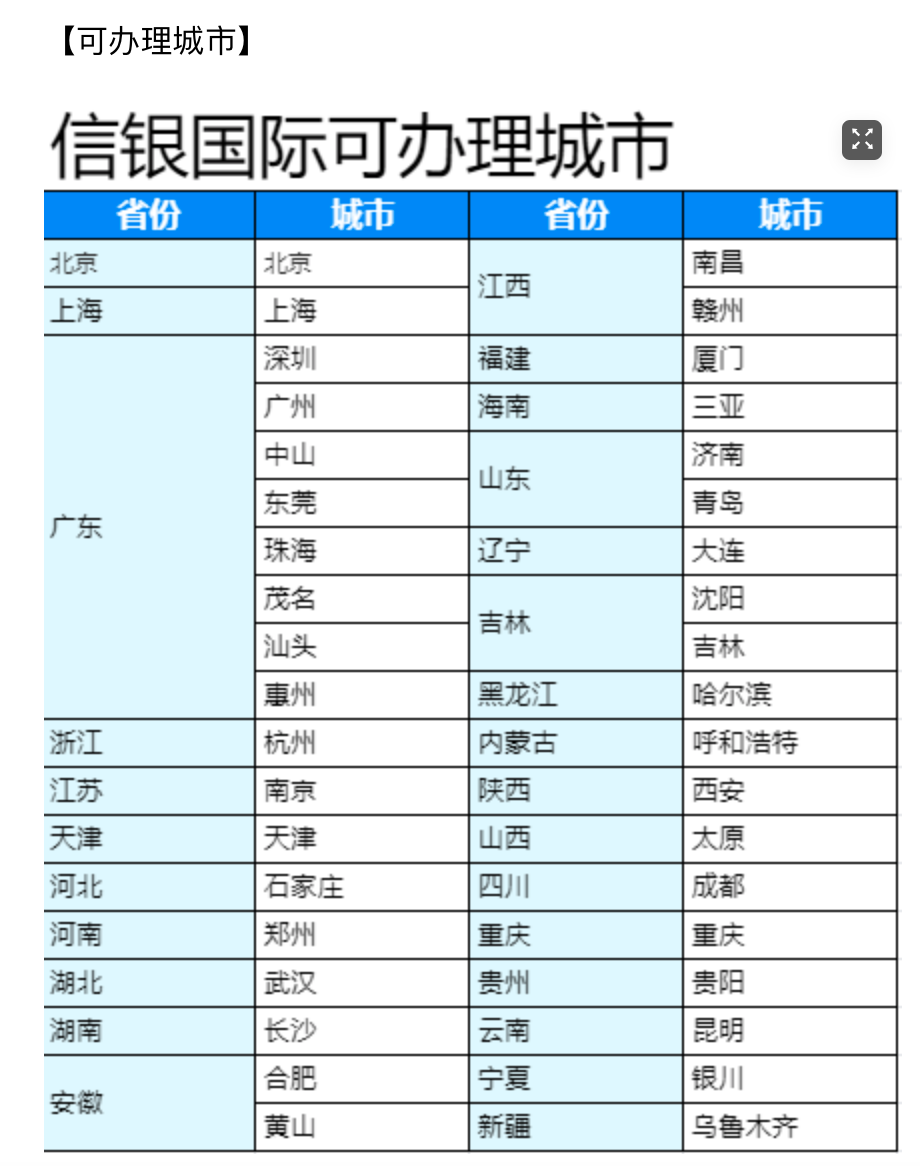 【可办理城市】
信银国际可办理城市
省份 城市 省份 城市
北京 北京 江西 南昌
上海 上海 赣州
广东 深圳 福建 厦门
广州 海南 三亚
中山 山东 济南
东莞 青岛
珠海 辽宁 大连
茂名 吉林 沈阳
汕头 吉林
惠州 黑龙江 哈尔滨
浙江 杭州 内蒙古 呼和浩特
江苏 南京 陕西 西安
天津 天津 山西 太原
河北 石家庄 四川 成都
河南 郑州 重庆 重庆
湖北 武汉 贵州 贵阳
湖南 长沙 云南 昆明
安徽 合肥 宁夏 银川
黄山 新疆 乌鲁木齐